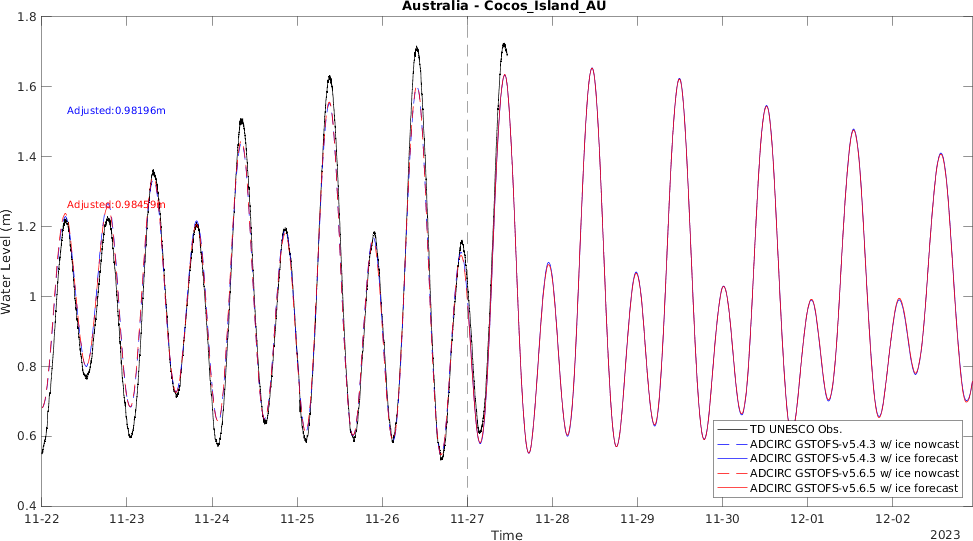 Australia - Cocos_Island_AU
1.8
1.6
1.4
1.2
1
0.8
0.6
0.4
Water Level (m)
Adjusted:0.98196m
Adjusted:0.98459m
TD UNESCO Obs.
ADCIRC GSTOFS-v5.4.3 w/ ice nowcast
ADCIRC GSTOFS-v5.4.3 w/ ice forecast
ADCIRC GSTOFS-v5.6.5 w/ ice nowcast
ADCIRC GSTOFS-v5.6.5 w/ ice forecast
11-22 11-23 11-24 11-25 11-26 11-27 11-28 11-29 11-30 12-01 12-02
Time
2023